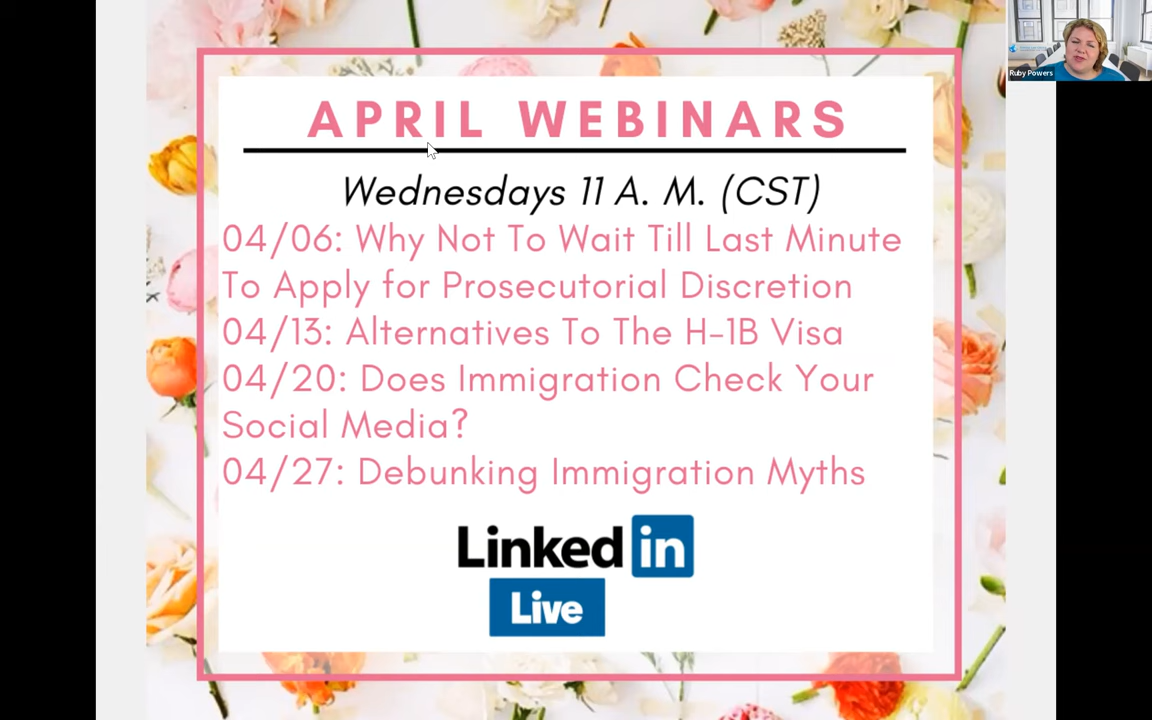 Ruby Powers
APRIL WEBINARS
Wednesdays 11 A. M. (CST)
04/06: Why Not To Wait Till Last Minute
To Apply for Prosecutorial Discretion
04/13: Alternatives To The H-1B Visa
04/20: Does Immigration Check Your
Social Media?
04/27: Debunking Immigration Myths
Linked in
Live